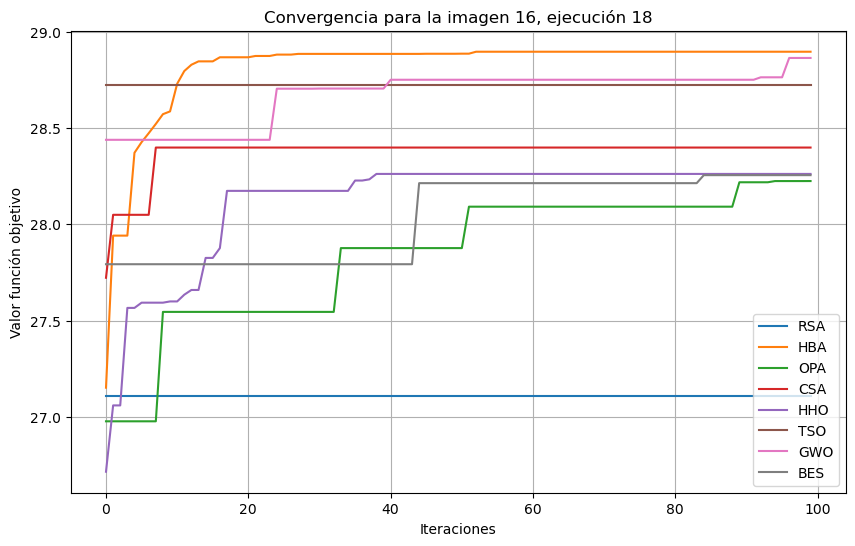 Convergencia para la imagen 16, ejecución 18
Valor función objetivo
29.0
28.5
28.0
27.5
27.0
0
20
40
60
80
100
Iteraciones
RSA
HBA
OPA
CSA
HHO
TSO
GWO
BES